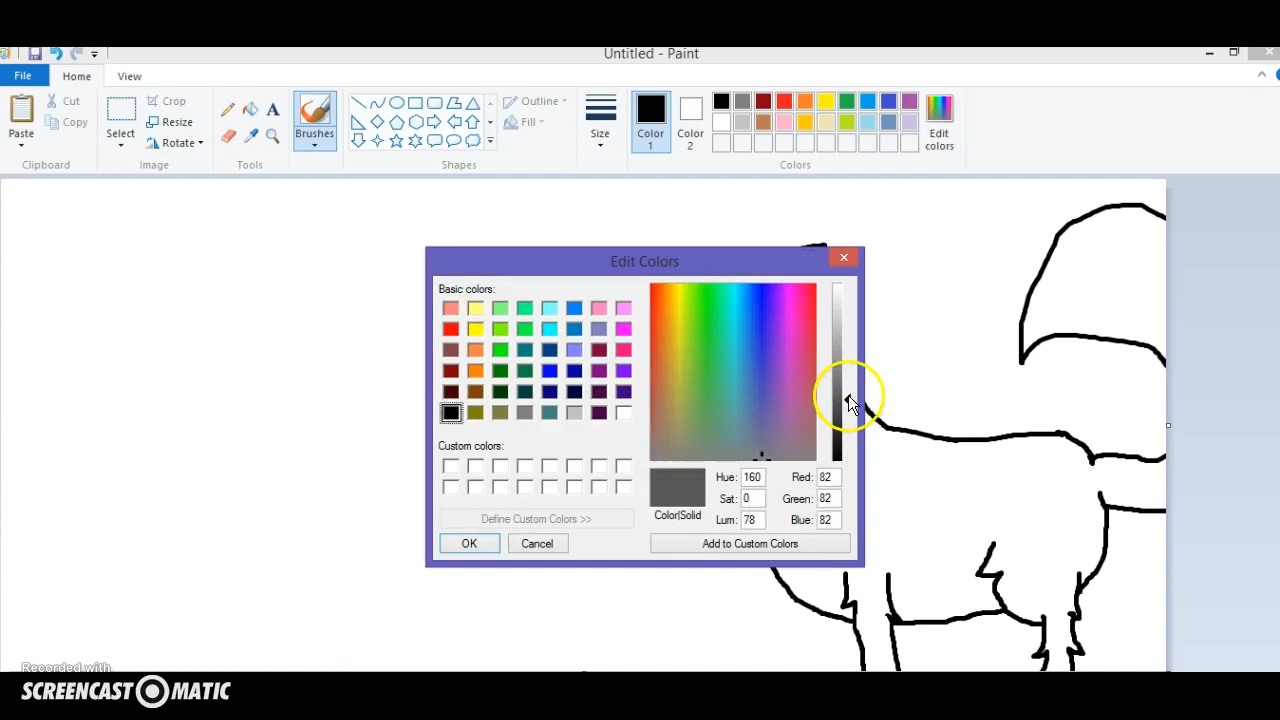 Untitled - Paint
File Home View
Paste
Cut
Copy
Clipboard
Select
Crop
Resize
Rotate
Image
A
Tools
Brushes
Outline
Fill
Shapes
Size
Color 1
Color 2
Edit colors
Colors
Edit Colors
Basic colors:
Custom colors:
Define Custom Colors >>
OK Cancel
Color|Solid
Hue: 160 Red: 82
Sat: 0 Green: 82
Lum: 78 Blue: 82
Add to Custom Colors
Recorded with
SCREENCAST-O-MATIC